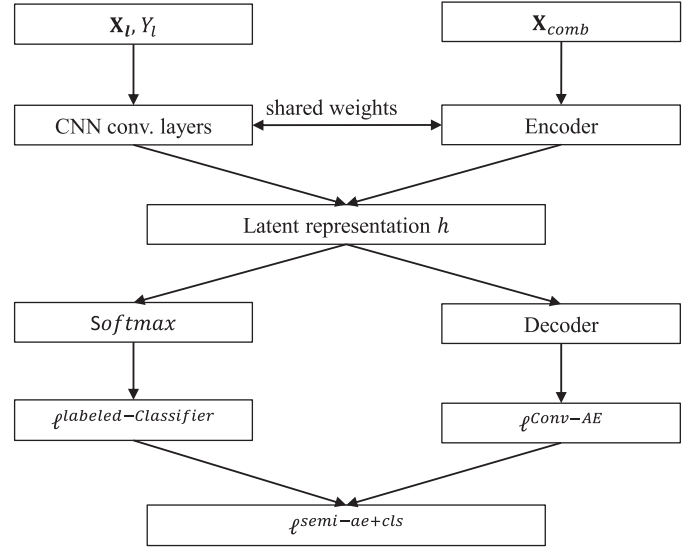 X_l, Y_l
X_comb
CNN conv. layers
shared weights
Encoder
Latent representation h
Softmax
Decoder
ℓ^{labeled−Classifier}
ℓ^{Conv−AE}
ℓ^{semi−ae+cls}